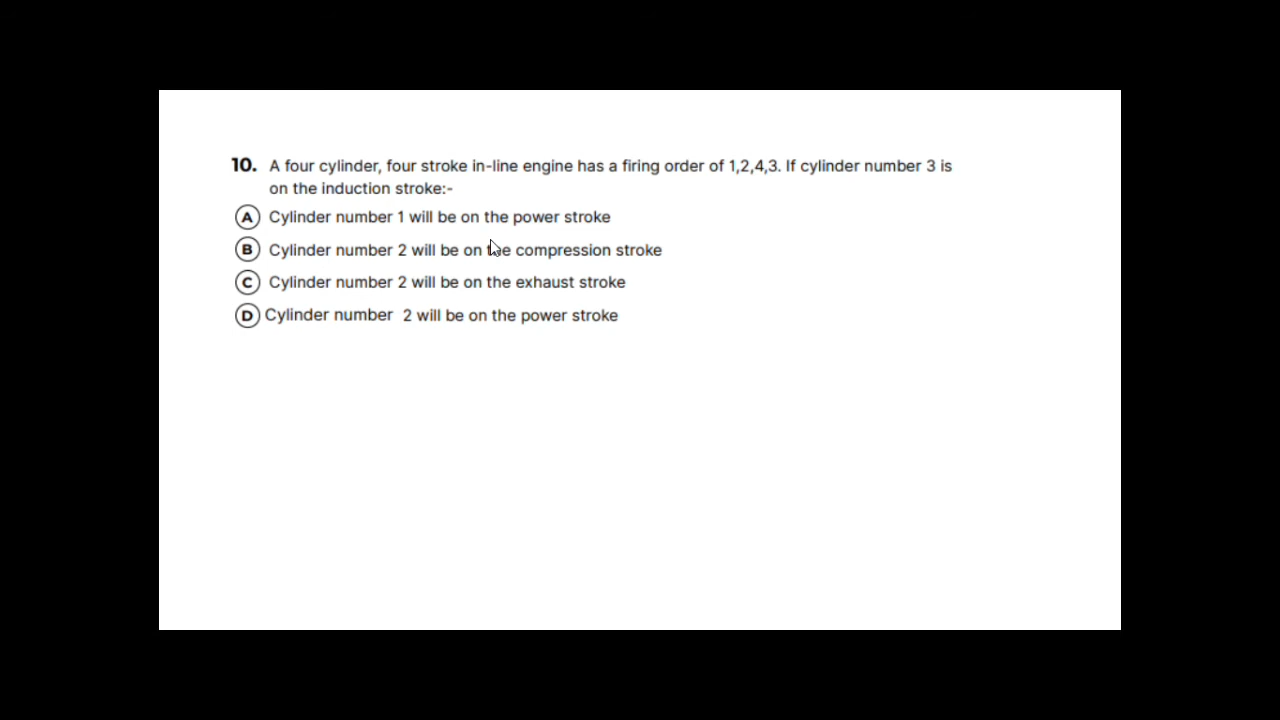 10. A four cylinder, four stroke in-line engine has a firing order of 1,2,4,3. If cylinder number 3 is
on the induction stroke:-
A Cylinder number 1 will be on the power stroke
B Cylinder number 2 will be on the compression stroke
C Cylinder number 2 will be on the exhaust stroke
D Cylinder number 2 will be on the power stroke